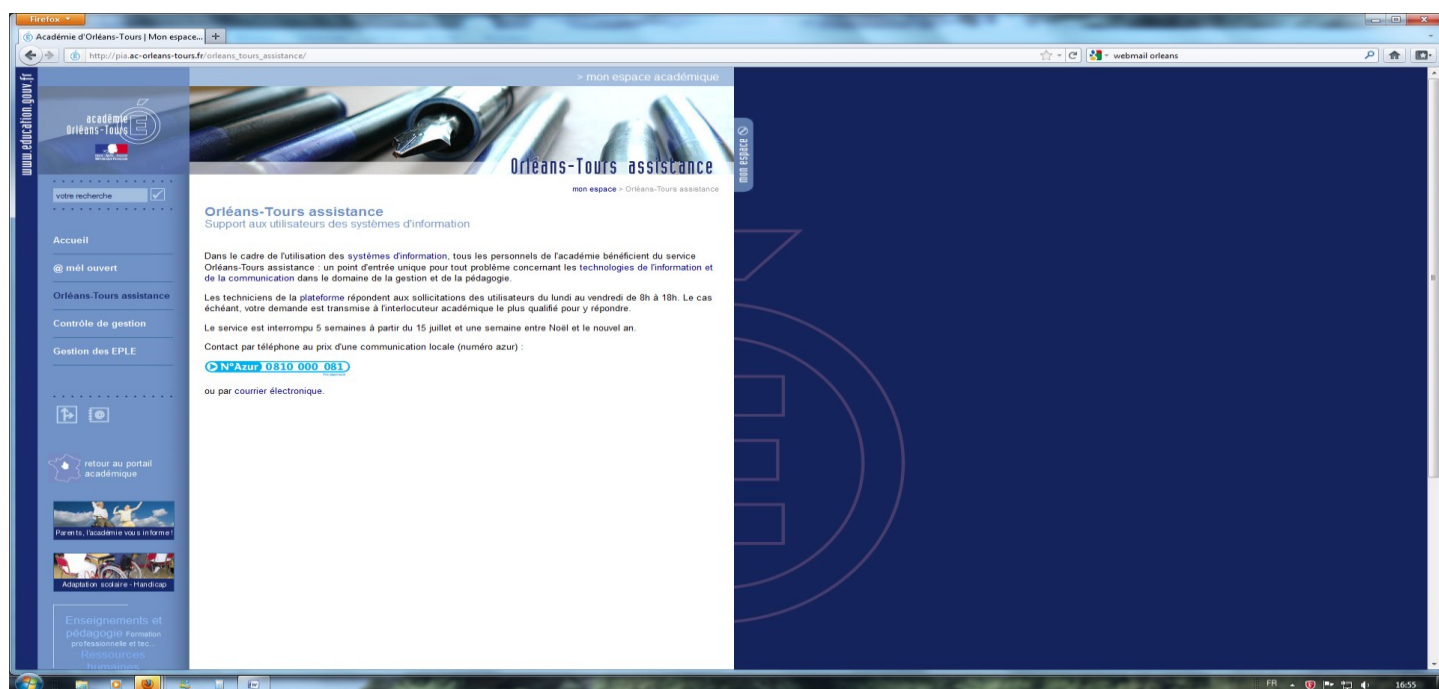 Firefox
Académie d'Orléans-Tours | Mon espace...
http://pia.ac-orleans-tours.fr/orleans_tours_assistance/
webmail orleans
www.education.gouv.fr
> mon espace académique
académie
Orléans-Tours
Orléans-Tours assistance
mon espace
votre recherche
mon espace > Orléans-Tours assistance
Orléans-Tours assistance
Support aux utilisateurs des systèmes d'information
Accueil
@ mél ouvert
Orléans-Tours assistance
Contrôle de gestion
Gestion des EPLE
Dans le cadre de l'utilisation des systèmes d'information, tous les personnels de l'académie bénéficient du service
Orléans-Tours assistance : un point d'entrée unique pour tout problème concernant les technologies de l'information et
de la communication dans le domaine de la gestion et de la pédagogie.
Les techniciens de la plateforme répondent aux sollicitations des utilisateurs du lundi au vendredi de 8h à 18h. Le cas
échéant, votre demande est transmise à l'interlocuteur académique le plus qualifié pour y répondre.
Le service est interrompu 5 semaines à partir du 15 juillet et une semaine entre Noël et le nouvel an.
Contact par téléphone au prix d'une communication locale (numéro azur) :
N°Azur 0810 000 081
ou par courrier électronique.
retour au portail
académique
Parents, l'académie vous informe !
Adaptation scolaire - Handicap
Enseignements et
pédagogie Formation
professionnelle et tec...
Ressources
humaines
FR
16:55